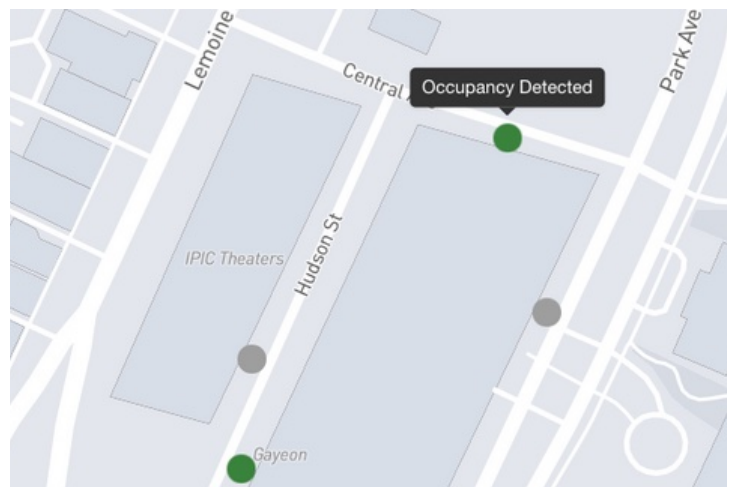 Lemoine
Central
Park Ave
Occupancy Detected
IPIC Theaters
Hudson St
Gayeon